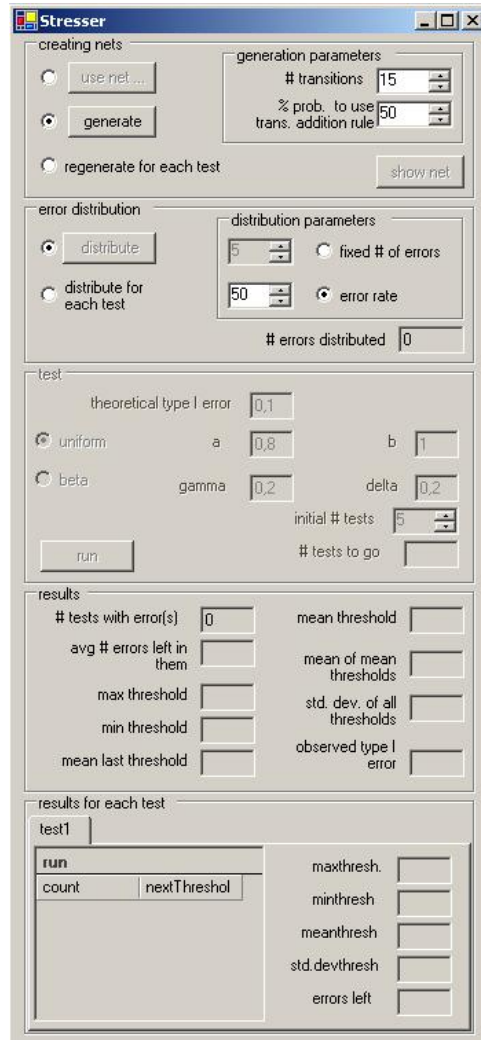 Stresser
creating nets
generation parameters
use net ...
# transitions 15
% prob. to use
trans. addition rule 50
generate
regenerate for each test
show net
error distribution
distribution parameters
distribute
5 fixed # of errors
distribute for
each test
50 error rate
# errors distributed 0
test
theoretical type I error 0,1
uniform a 0,8 b 1
beta gamma 0,2 delta 0,2
initial # tests 5
run # tests to go
results
# tests with error(s) 0
avg # errors left in
them
max threshold
min threshold
mean last threshold
mean threshold
mean of mean
thresholds
std. dev. of all
thresholds
observed type I
error
results for each test
test1
run
count nextThreshol
maxthresh.
minthresh
meanthresh
std.devthresh
errors left